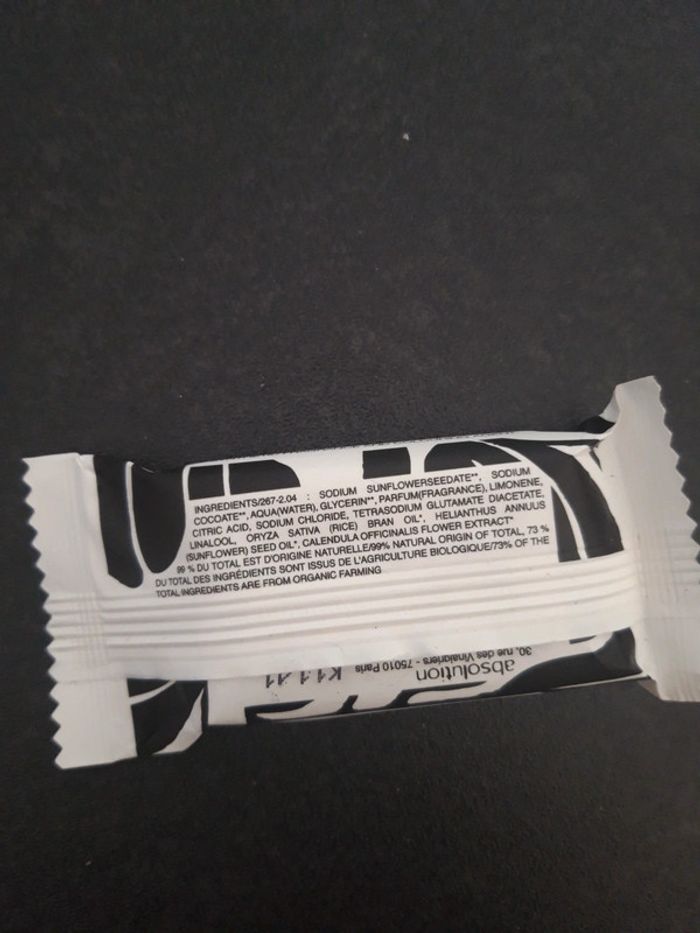 INGREDIENTS/267-2.04 : SODIUM SUNFLOWERSEEDATE**, SODIUM
COCOATE**, AQUA(WATER), GLYCERIN**, PARFUM(FRAGRANCE), LIMONENE,
CITRIC ACID, SODIUM CHLORIDE, TETRASODIUM GLUTAMATE DIACETATE,
LINALOOL, ORYZA SATIVA (RICE) BRAN OIL*, HELIANTHUS ANNUUS
(SUNFLOWER) SEED OIL*, CALENDULA OFFICINALIS FLOWER EXTRACT*
99 % DU TOTAL EST D'ORIGINE NATURELLE/99% NATURAL ORIGIN OF TOTAL, 73 %
DU TOTAL DES INGRÉDIENTS SONT ISSUS DE L'AGRICULTURE BIOLOGIQUE/73% OF THE
TOTAL INGREDIENTS ARE FROM ORGANIC FARMING
absolution
30, rue des Vinaigriers - 75010 Paris